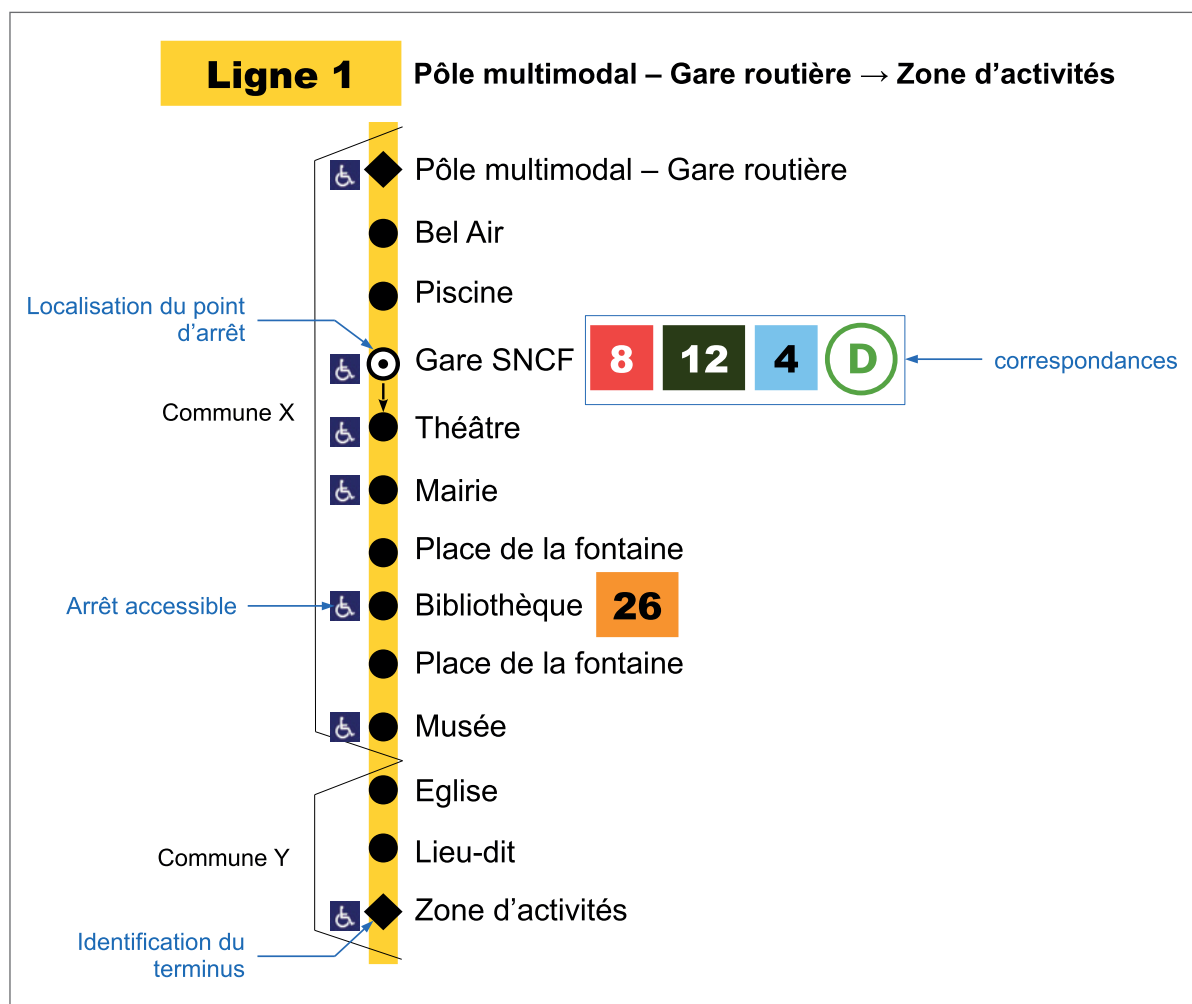 Ligne 1
Pôle multimodal – Gare routière → Zone d’activités
Pôle multimodal – Gare routière
Bel Air
Piscine
Localisation du point
d’arrêt
Gare SNCF 8 12 4 D
correspondances
Commune X
Théâtre
Mairie
Place de la fontaine
Arrêt accessible
Bibliothèque 26
Place de la fontaine
Musée
Eglise
Commune Y
Lieu-dit
Zone d’activités
Identification du
terminus